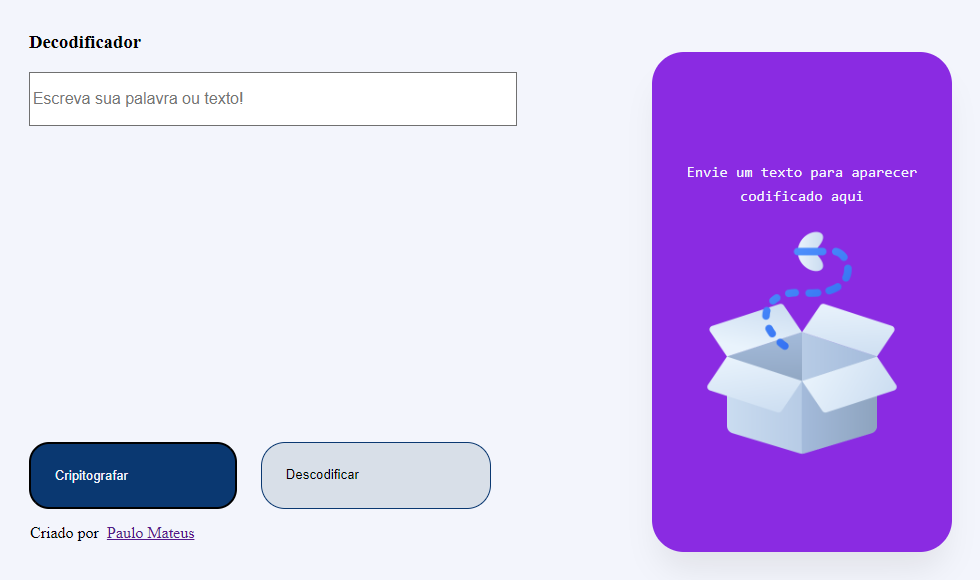 Decodificador
Escreva sua palavra ou texto!
Envie um texto para aparecer
codificado aqui
Cripitografar
Descodificar
Criado por Paulo Mateus